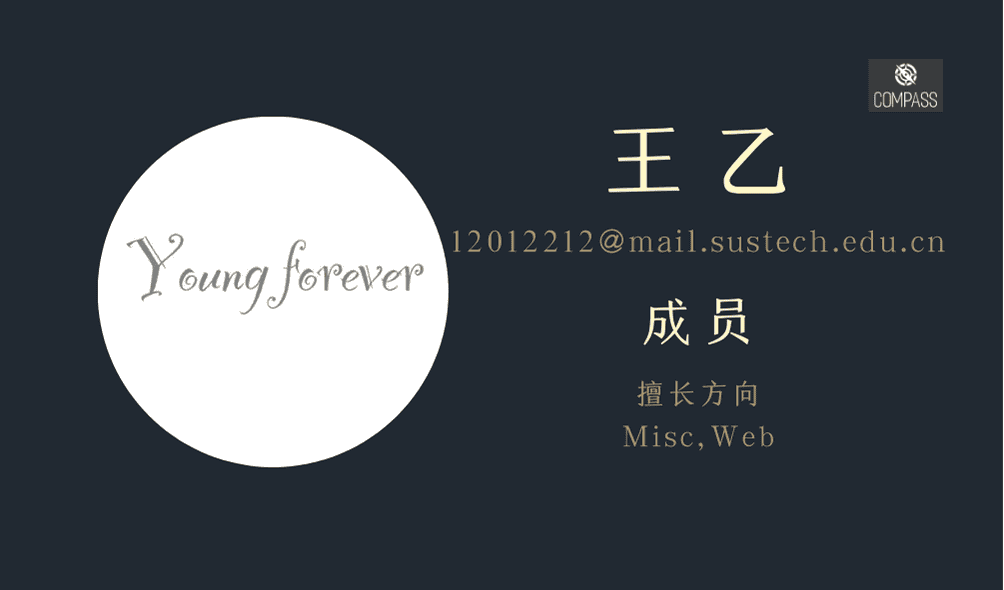 COMPASS
王乙
12012212@mail.sustech.edu.cn
Young forever
成员
擅长方向
Misc,Web